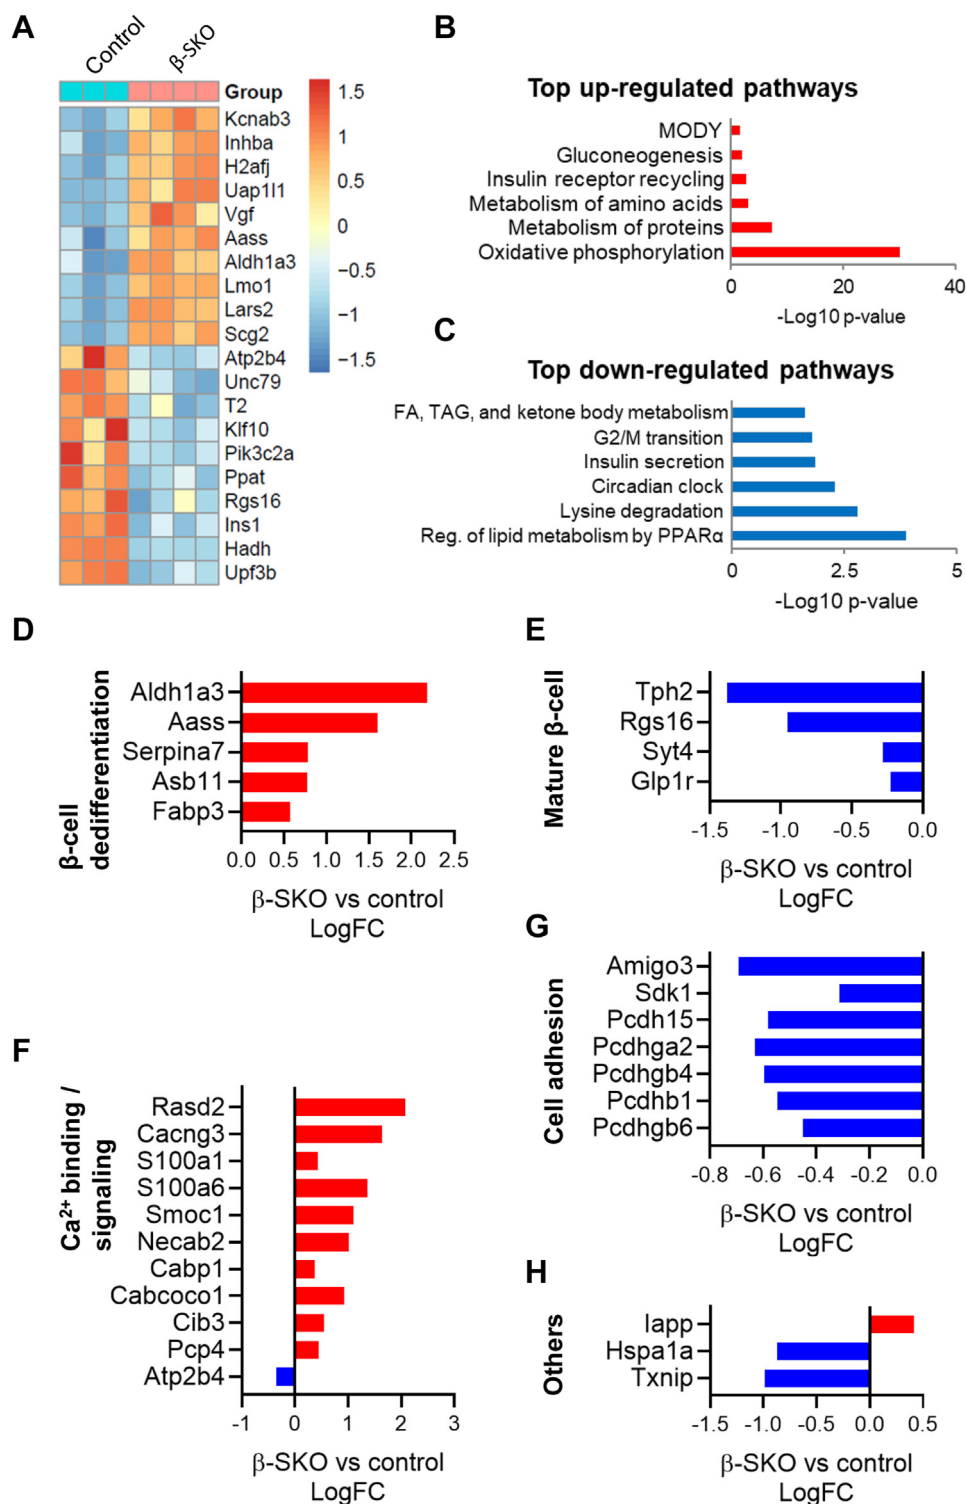 A
Control
β-SKO
Group
Kcnab3
Inhba
H2afj
Uap1l1
Vgf
Aass
Aldh1a3
Lmo1
Lars2
Scg2
Atp2b4
Unc79
T2
Klf10
Pik3c2a
Ppat
Rgs16
Ins1
Hadh
Upf3b
1.5
1
0.5
0
−0.5
−1
−1.5
B
Top up-regulated pathways
MODY
Gluconeogenesis
Insulin receptor recycling
Metabolism of amino acids
Metabolism of proteins
Oxidative phosphorylation
0 20 40
-Log10 p-value
C
Top down-regulated pathways
FA, TAG, and ketone body metabolism
G2/M transition
Insulin secretion
Circadian clock
Lysine degradation
Reg. of lipid metabolism by PPARα
0 2.5 5
-Log10 p-value
D
β-cell
dedifferentiation
Aldh1a3
Aass
Serpina7
Asb11
Fabp3
0.0 0.5 1.0 1.5 2.0 2.5
β-SKO vs control
LogFC
E
Mature β-cell
Tph2
Rgs16
Syt4
Glp1r
-1.5 -1.0 -0.5 0.0
β-SKO vs control
LogFC
F
Ca²⁺ binding /
signaling
Rasd2
Cacng3
S100a1
S100a6
Smoc1
Necab2
Cabp1
Cabcoco1
Cib3
Pcp4
Atp2b4
-1 0 1 2 3
β-SKO vs control
LogFC
G
Cell adhesion
Amigo3
Sdk1
Pcdh15
Pcdhga2
Pcdhgb4
Pcdhb1
Pcdhgb6
-0.8 -0.6 -0.4 -0.2 0.0
β-SKO vs control
LogFC
H
Others
Iapp
Hspa1a
Txnip
-1.5 -1.0 -0.5 0.0 0.5
β-SKO vs control
LogFC